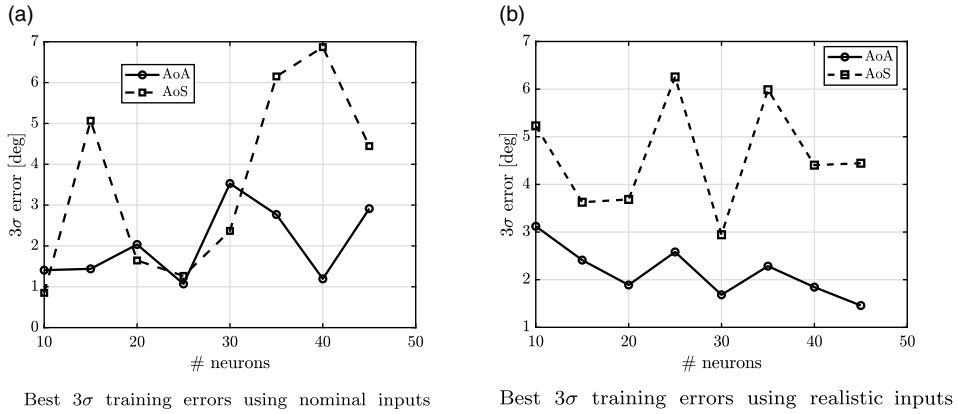 (a)
7
6
5
4
3
2
1
0
3σ error [deg]
AoA
AoS
10 20 30 40 50
# neurons
Best 3σ training errors using nominal inputs
(b)
7
6
5
4
3
2
1
3σ error [deg]
AoA
AoS
10 20 30 40 50
# neurons
Best 3σ training errors using realistic inputs